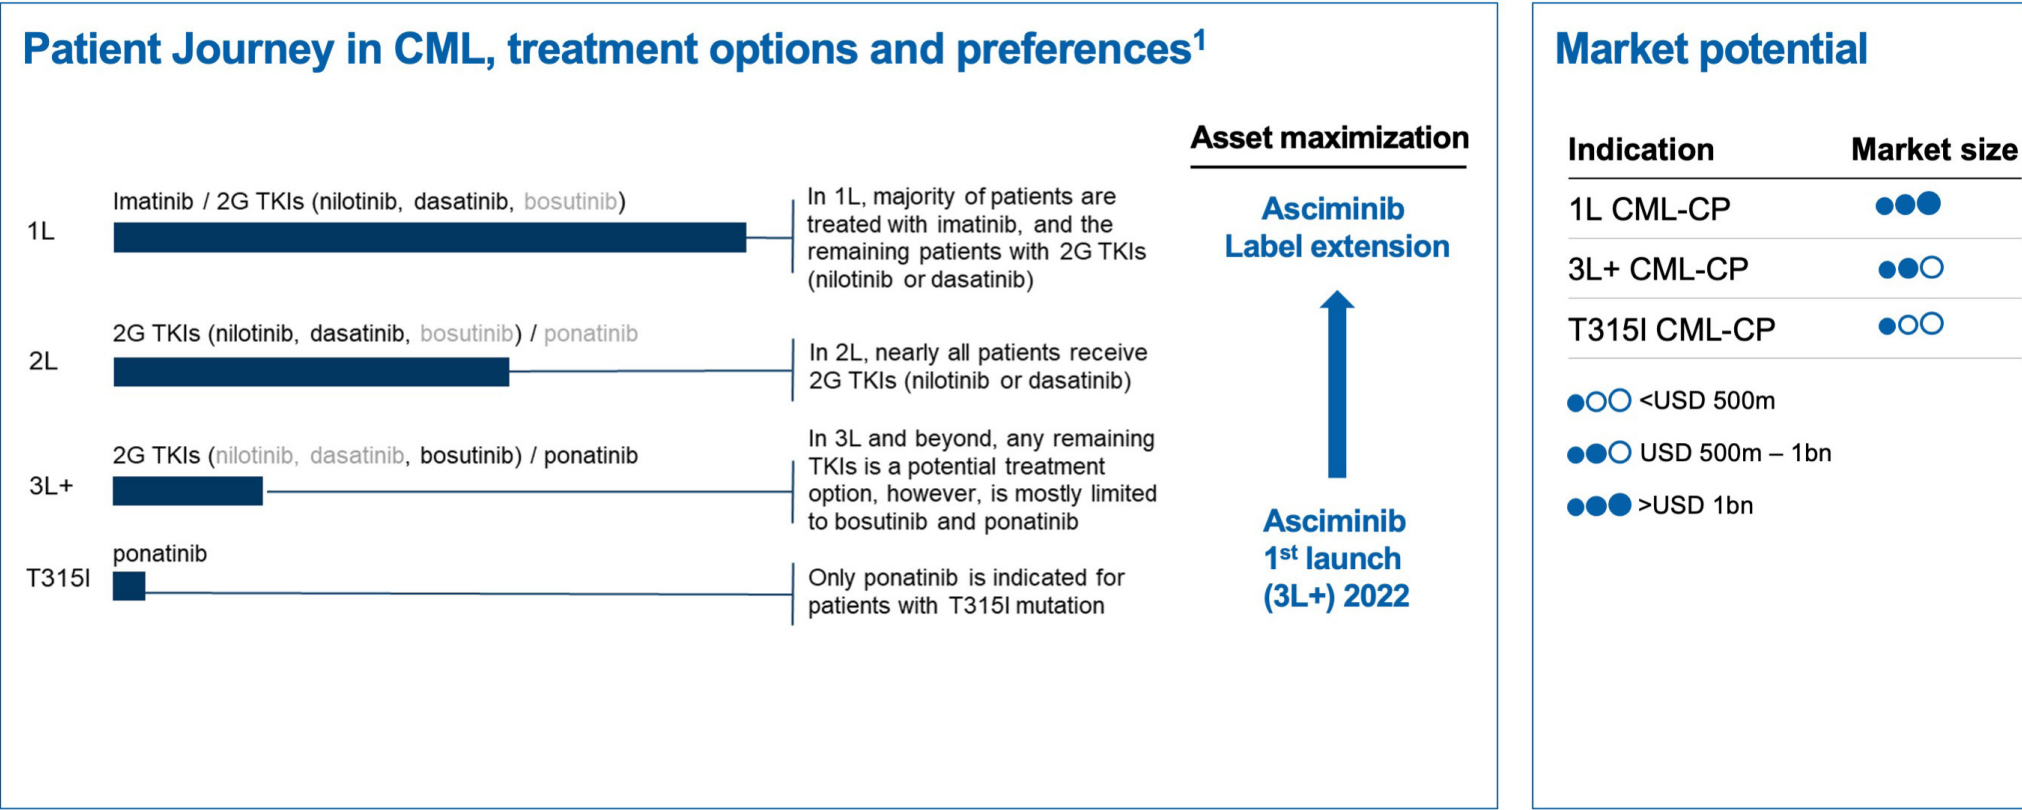 Patient Journey in CML, treatment options and preferences1
Asset maximization
1L
Imatinib / 2G TKIs (nilotinib, dasatinib, bosutinib)
In 1L, majority of patients are
treated with imatinib, and the
remaining patients with 2G TKIs
(nilotinib or dasatinib)
Asciminib
Label extension
2L
2G TKIs (nilotinib, dasatinib, bosutinib) / ponatinib
In 2L, nearly all patients receive
2G TKIs (nilotinib or dasatinib)
3L+
2G TKIs (nilotinib, dasatinib, bosutinib) / ponatinib
In 3L and beyond, any remaining
TKIs is a potential treatment
option, however, is mostly limited
to bosutinib and ponatinib
Asciminib
1st launch
(3L+) 2022
T315I
ponatinib
Only ponatinib is indicated for
patients with T315I mutation
Market potential
Indication Market size
1L CML-CP
3L+ CML-CP
T315I CML-CP
<USD 500m
USD 500m – 1bn
>USD 1bn